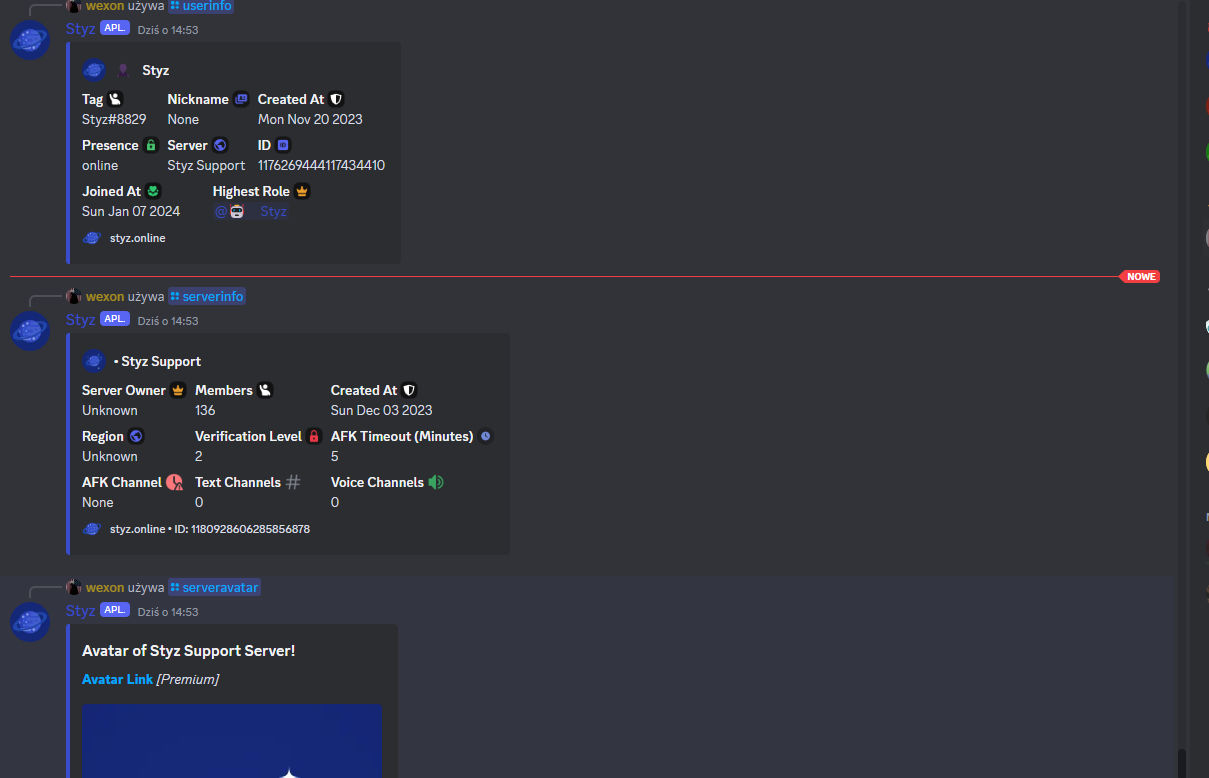 wexon używa userinfo
Styz APL. Dziś o 14:53
Styz
Tag Nickname Created At
Styz#8829 None Mon Nov 20 2023
Presence Server ID
online Styz Support 1176269444117434410
Joined At Highest Role
Sun Jan 07 2024 @ Styz
styz.online
NOWE
wexon używa serverinfo
Styz APL. Dziś o 14:53
• Styz Support
Server Owner Members Created At
Unknown 136 Sun Dec 03 2023
Region Verification Level AFK Timeout (Minutes)
Unknown 2 5
AFK Channel Text Channels Voice Channels
None 0 0
styz.online • ID: 1180928606285856878
wexon używa serveravatar
Styz APL. Dziś o 14:53
Avatar of Styz Support Server!
Avatar Link [Premium]